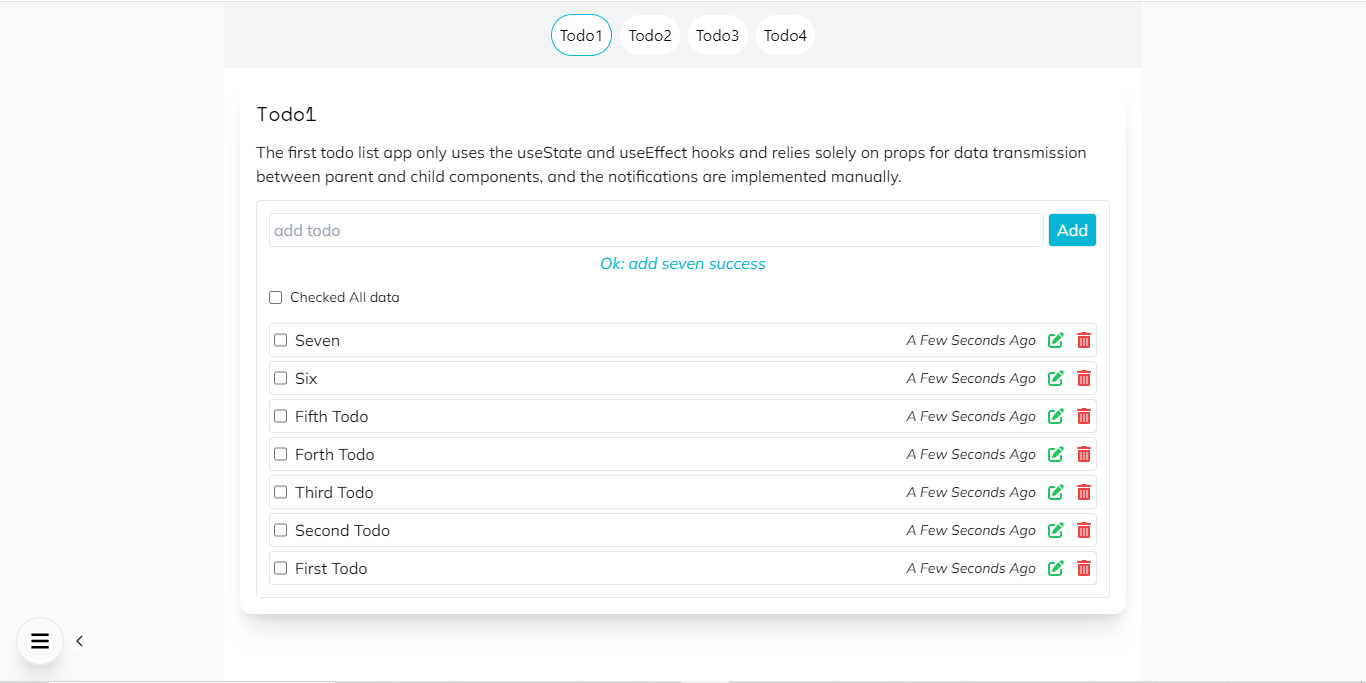 Todo1 Todo2 Todo3 Todo4
Todo1
The first todo list app only uses the useState and useEffect hooks and relies solely on props for data transmission
between parent and child components, and the notifications are implemented manually.
add todo Add
Ok: add seven success
Checked All data
Seven A Few Seconds Ago
Six A Few Seconds Ago
Fifth Todo A Few Seconds Ago
Forth Todo A Few Seconds Ago
Third Todo A Few Seconds Ago
Second Todo A Few Seconds Ago
First Todo A Few Seconds Ago